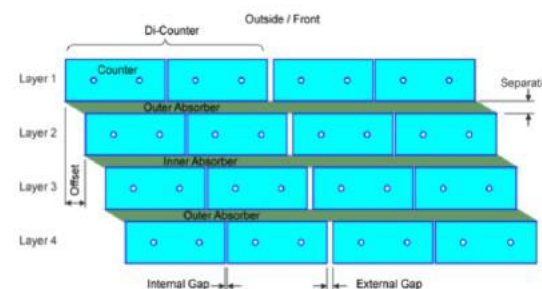 Outside / Front
Di-Counter
Layer 1
Counter
Separati
Outer Absorber
Layer 2
Inner Absorber
Offset
Layer 3
Outer Absorber
Layer 4
Internal Gap
External Gap